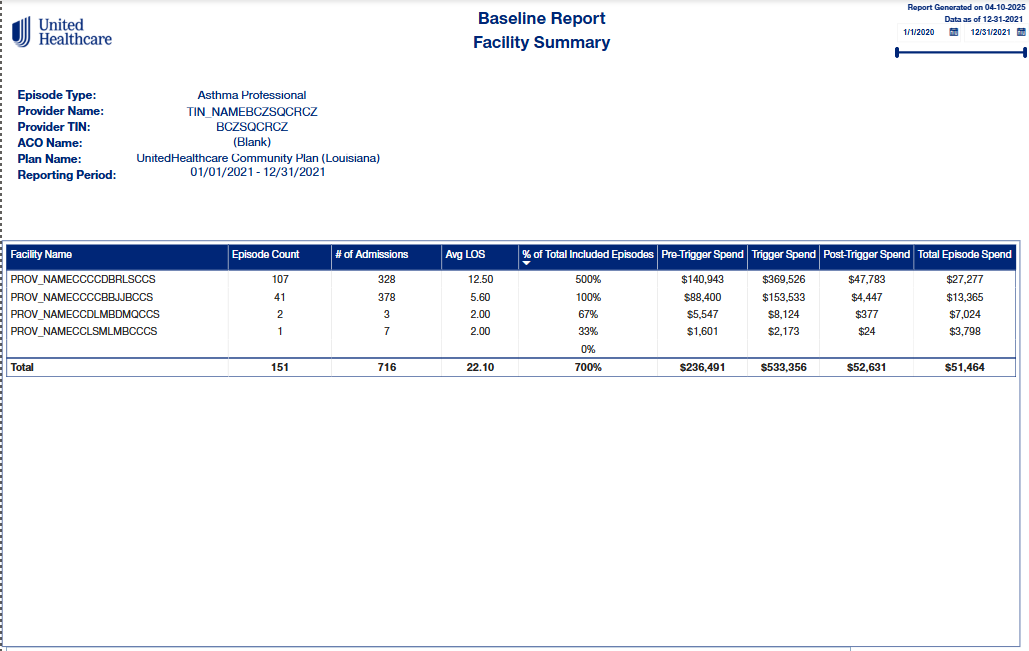 United
Healthcare
Baseline Report
Facility Summary
Report Generated on 04-10-2025
Data as of 12-31-2021
1/1/2020 12/31/2021
Episode Type: Asthma Professional
Provider Name: TIN_NAMEBCZSQCRCZ
Provider TIN: BCZSQCRCZ
ACO Name: (Blank)
Plan Name: UnitedHealthcare Community Plan (Louisiana)
Reporting Period: 01/01/2021 - 12/31/2021
Facility Name Episode Count # of Admissions Avg LOS % of Total Included Episodes Pre-Trigger Spend Trigger Spend Post-Trigger Spend Total Episode Spend
PROV_NAMECCCCDBRLSCCS 107 328 12.50 500% $140,943 $369,526 $47,783 $27,277
PROV_NAMECCCCBBJJBCCS 41 378 5.60 100% $88,400 $153,533 $4,447 $13,365
PROV_NAMECCDLMBDMQCCS 2 3 2.00 67% $5,547 $8,124 $377 $7,024
PROV_NAMECCLSMLMBCCCS 1 7 2.00 33% $1,601 $2,173 $24 $3,798
0%
Total 151 716 22.10 700% $236,491 $533,356 $52,631 $51,464